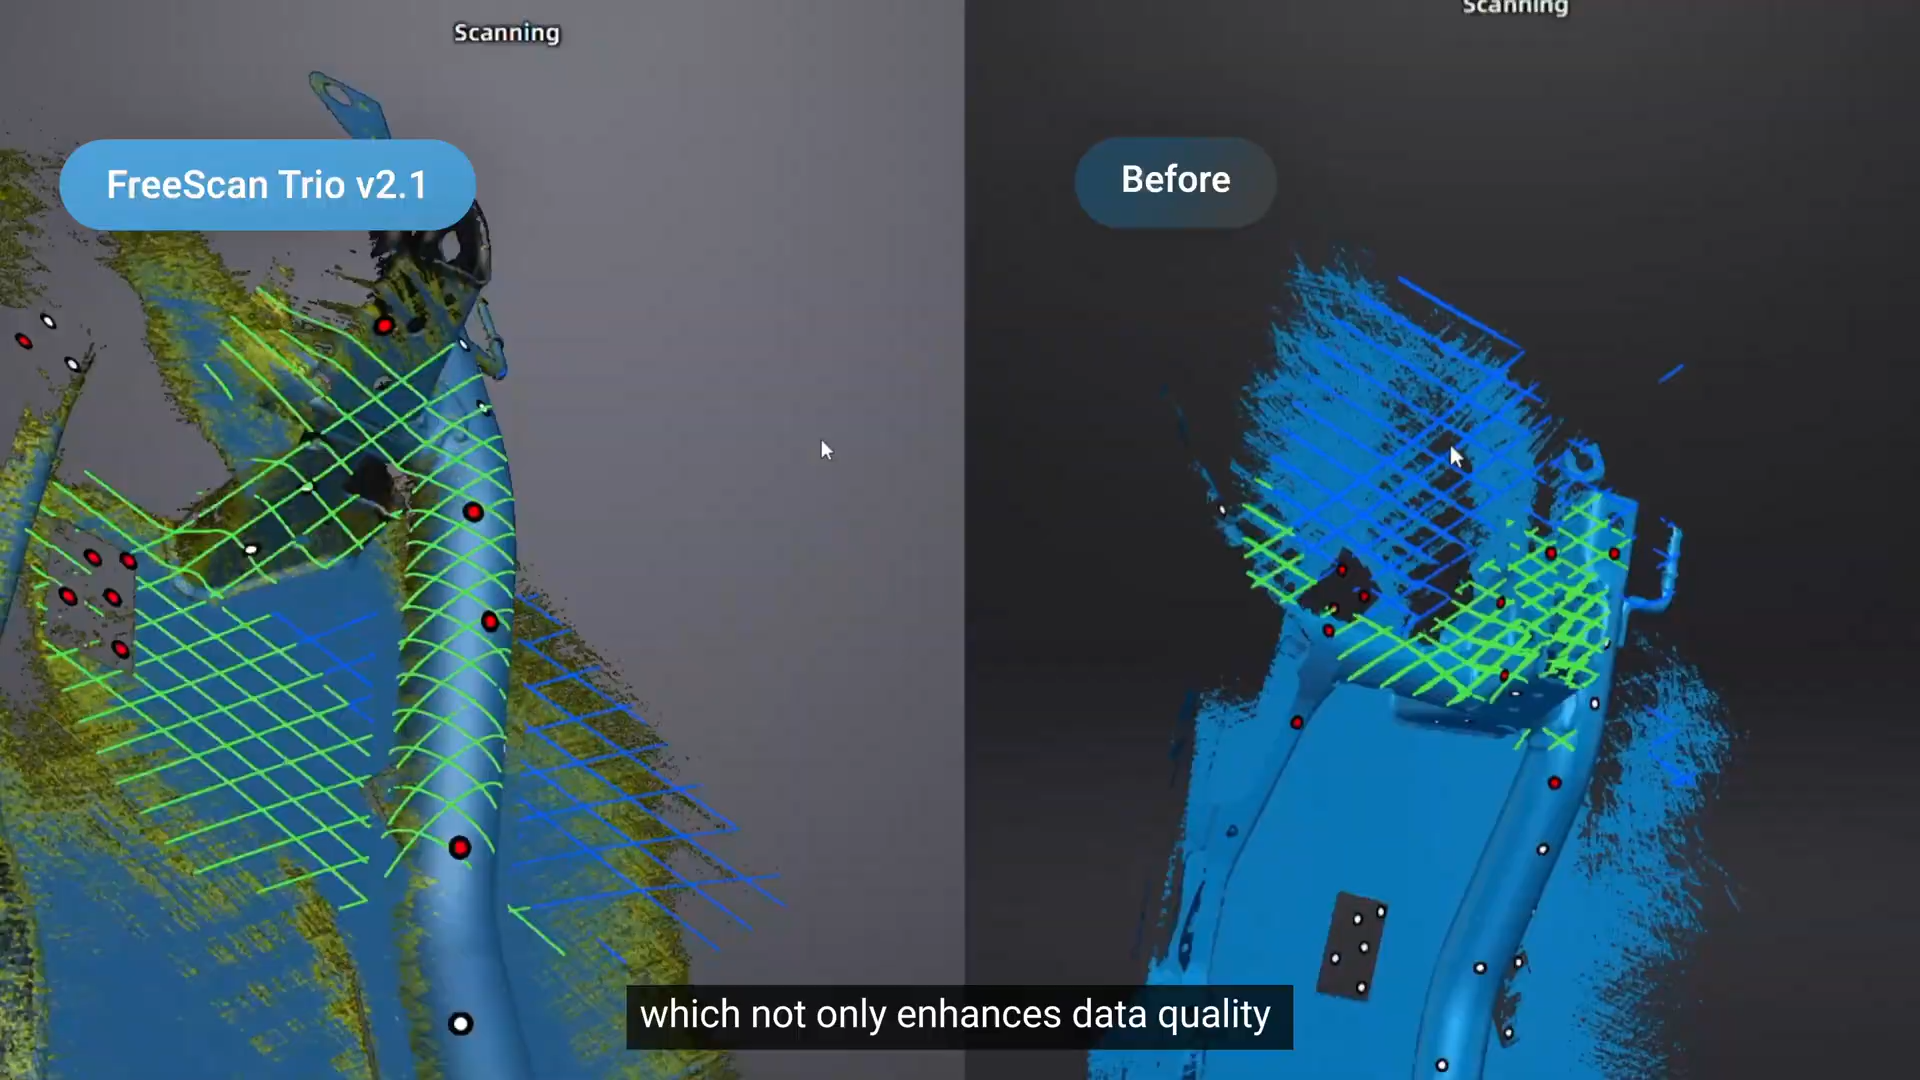 Scanning
Scanning
FreeScan Trio v2.1
Before
which not only enhances data quality